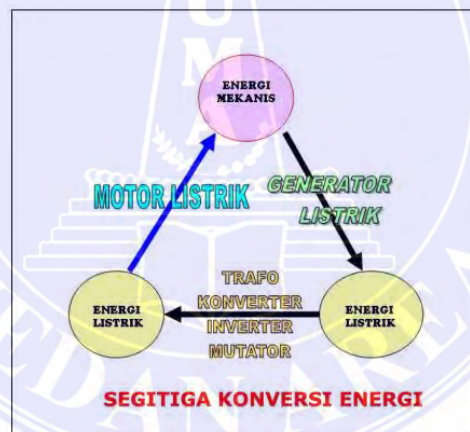 ENERGI
MEKANIS
MOTOR LISTRIK
GENERATOR
LISTRIK
ENERGI
LISTRIK
TRAFO
KONVERTER
INVERTER
MUTATOR
ENERGI
LISTRIK
SEGITIGA KONVERSI ENERGI